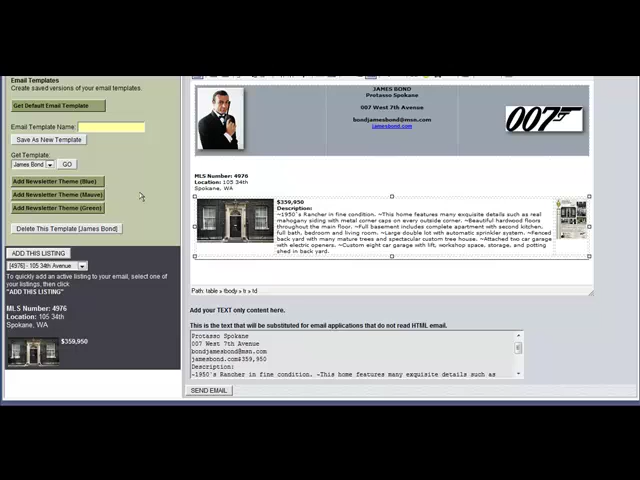 Email Templates
Create saved versions of your email templates.
Get Default Email Template
Email Template Name:
Save As New Template
Get Template:
James Bond GO
Add Newsletter Theme (Blue)
Add Newsletter Theme (Mauve)
Add Newsletter Theme (Green)
Delete This Template [James Bond]
ADD THIS LISTING
[4976] - 105 34th Avenue
To quickly add an active listing to your email, select one
of your listings, then click
"ADD THIS LISTING"
MLS Number: 4976
Location: 105 34th
Spokane, WA
$359,950
JAMES BOND
Protasso Spokane
007 West 7th Avenue
bondjamesbond@msn.com
jamesbond.com
007
MLS Number: 4976
Location: 105 34th
Spokane, WA
$359,950
Description:
~1950's Rancher in fine condition. ~This home features many exquisite details such as real
mahogany siding with metal corner caps on every outside corner. ~Beautiful hardwood floors
throughout the main floor. ~Full basement includes complete apartment with second kitchen,
full bath, bedroom and living room. ~Large double lot with automatic sprinkler system. ~Fenced
back yard with many mature trees and spectacular custom tree house. ~Attached two car garage
with electric openers. ~Custom eight car garage with lift, workshop space, storage, and potting
shed in back yard.
Path: table » tbody » tr » td
Add your TEXT only content here.
This is the text that will be substituted for email applications that do not read HTML email.
Protasso Spokane
007 West 7th Avenue
bondjamesbond@msn.com
jamesbond.com$359,950
Description:
~1950's Rancher in fine condition. ~This home features many exquisite details such as
SEND EMAIL